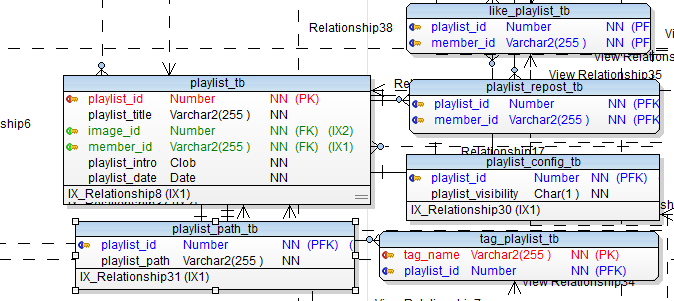 Relationship38
like_playlist_tb
playlist_id Number NN (PF
member_id Varchar2(255 ) NN (PF
View Relations
View Relationship35
playlist_tb
playlist_id Number NN (PK)
playlist_title Varchar2(255 ) NN
image_id Number NN (FK) (IX2)
member_id Varchar2(255 ) NN (FK) (IX1)
playlist_intro Clob NN
playlist_date Date NN
IX_Relationship8 (IX1)
ship6
playlist_repost_tb
playlist_id Number NN (PFK
member_id Varchar2(255 ) NN (PFK
Relationship17
playlist_config_tb
playlist_id Number NN (PFK)
playlist_visibility Char(1 ) NN
IX_Relationship30 (IX1)
playlist_path_tb
playlist_id Number NN (PFK) (
playlist_path Varchar2(255 ) NN
IX_Relationship31 (IX1)
tag_playlist_tb
tag_name Varchar2(255 ) NN (PK)
playlist_id Number NN (PFK)